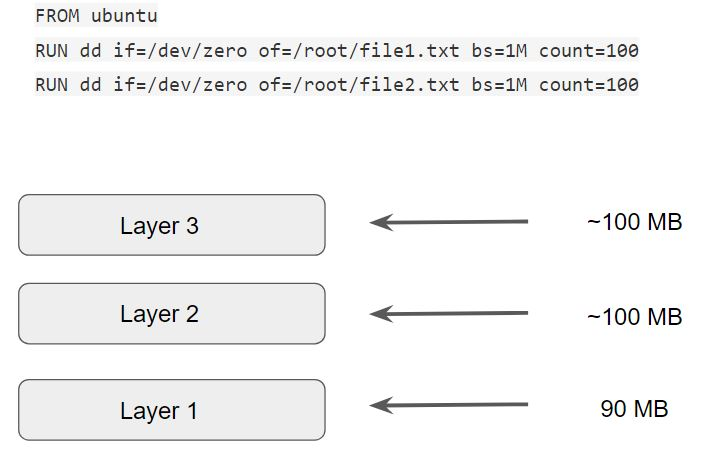 FROM ubuntu
RUN dd if=/dev/zero of=/root/file1.txt bs=1M count=100
RUN dd if=/dev/zero of=/root/file2.txt bs=1M count=100
Layer 3 ~100 MB
Layer 2 ~100 MB
Layer 1 90 MB